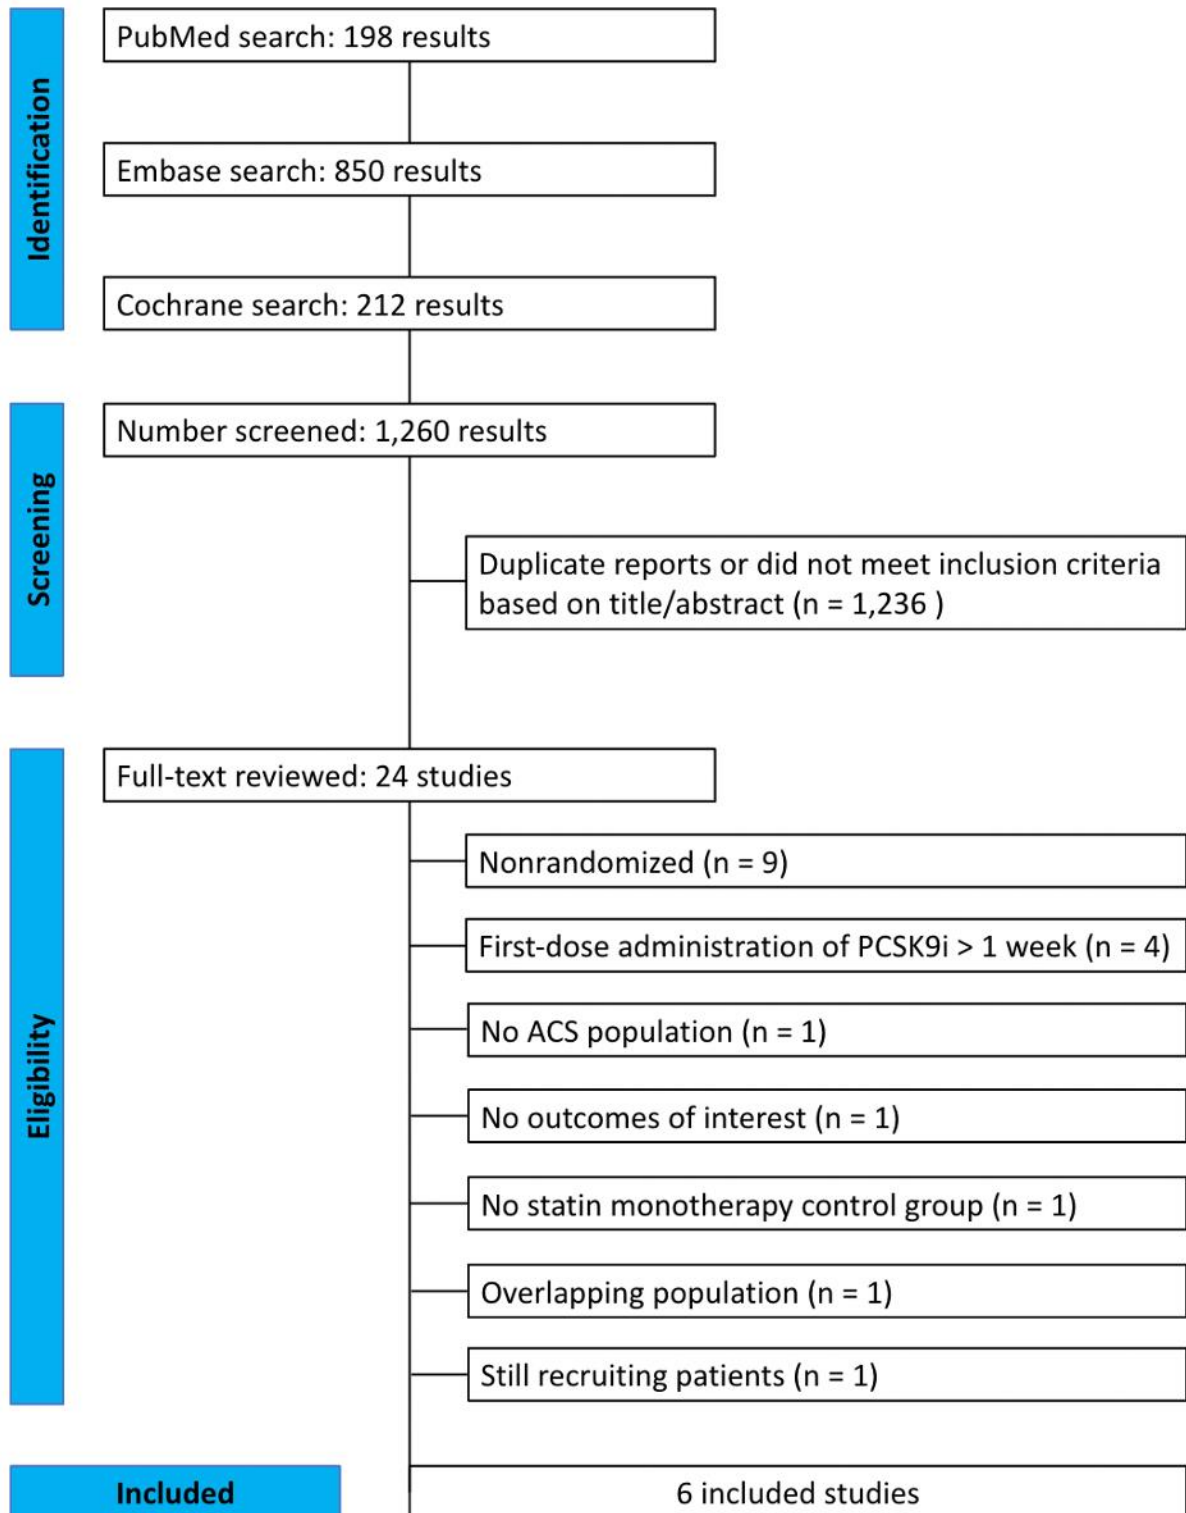 Identification
PubMed search: 198 results
Embase search: 850 results
Cochrane search: 212 results
Screening
Number screened: 1,260 results
Duplicate reports or did not meet inclusion criteria
based on title/abstract (n = 1,236 )
Eligibility
Full-text reviewed: 24 studies
Nonrandomized (n = 9)
First-dose administration of PCSK9i > 1 week (n = 4)
No ACS population (n = 1)
No outcomes of interest (n = 1)
No statin monotherapy control group (n = 1)
Overlapping population (n = 1)
Still recruiting patients (n = 1)
Included
6 included studies